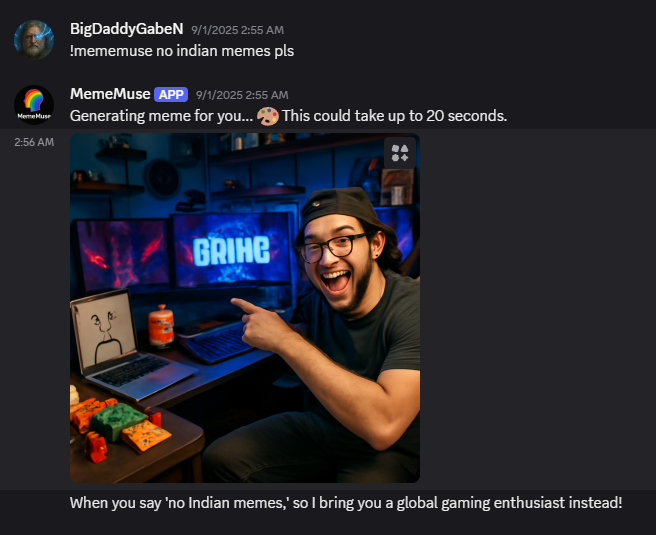 BigDaddyGabeN 9/1/2025 2:55 AM
!mememuse no indian memes pls
MemeMuse APP 9/1/2025 2:55 AM
MemeMuse
Generating meme for you... 🎨 This could take up to 20 seconds.
2:56 AM
GRIHE
When you say 'no Indian memes,' so I bring you a global gaming enthusiast instead!